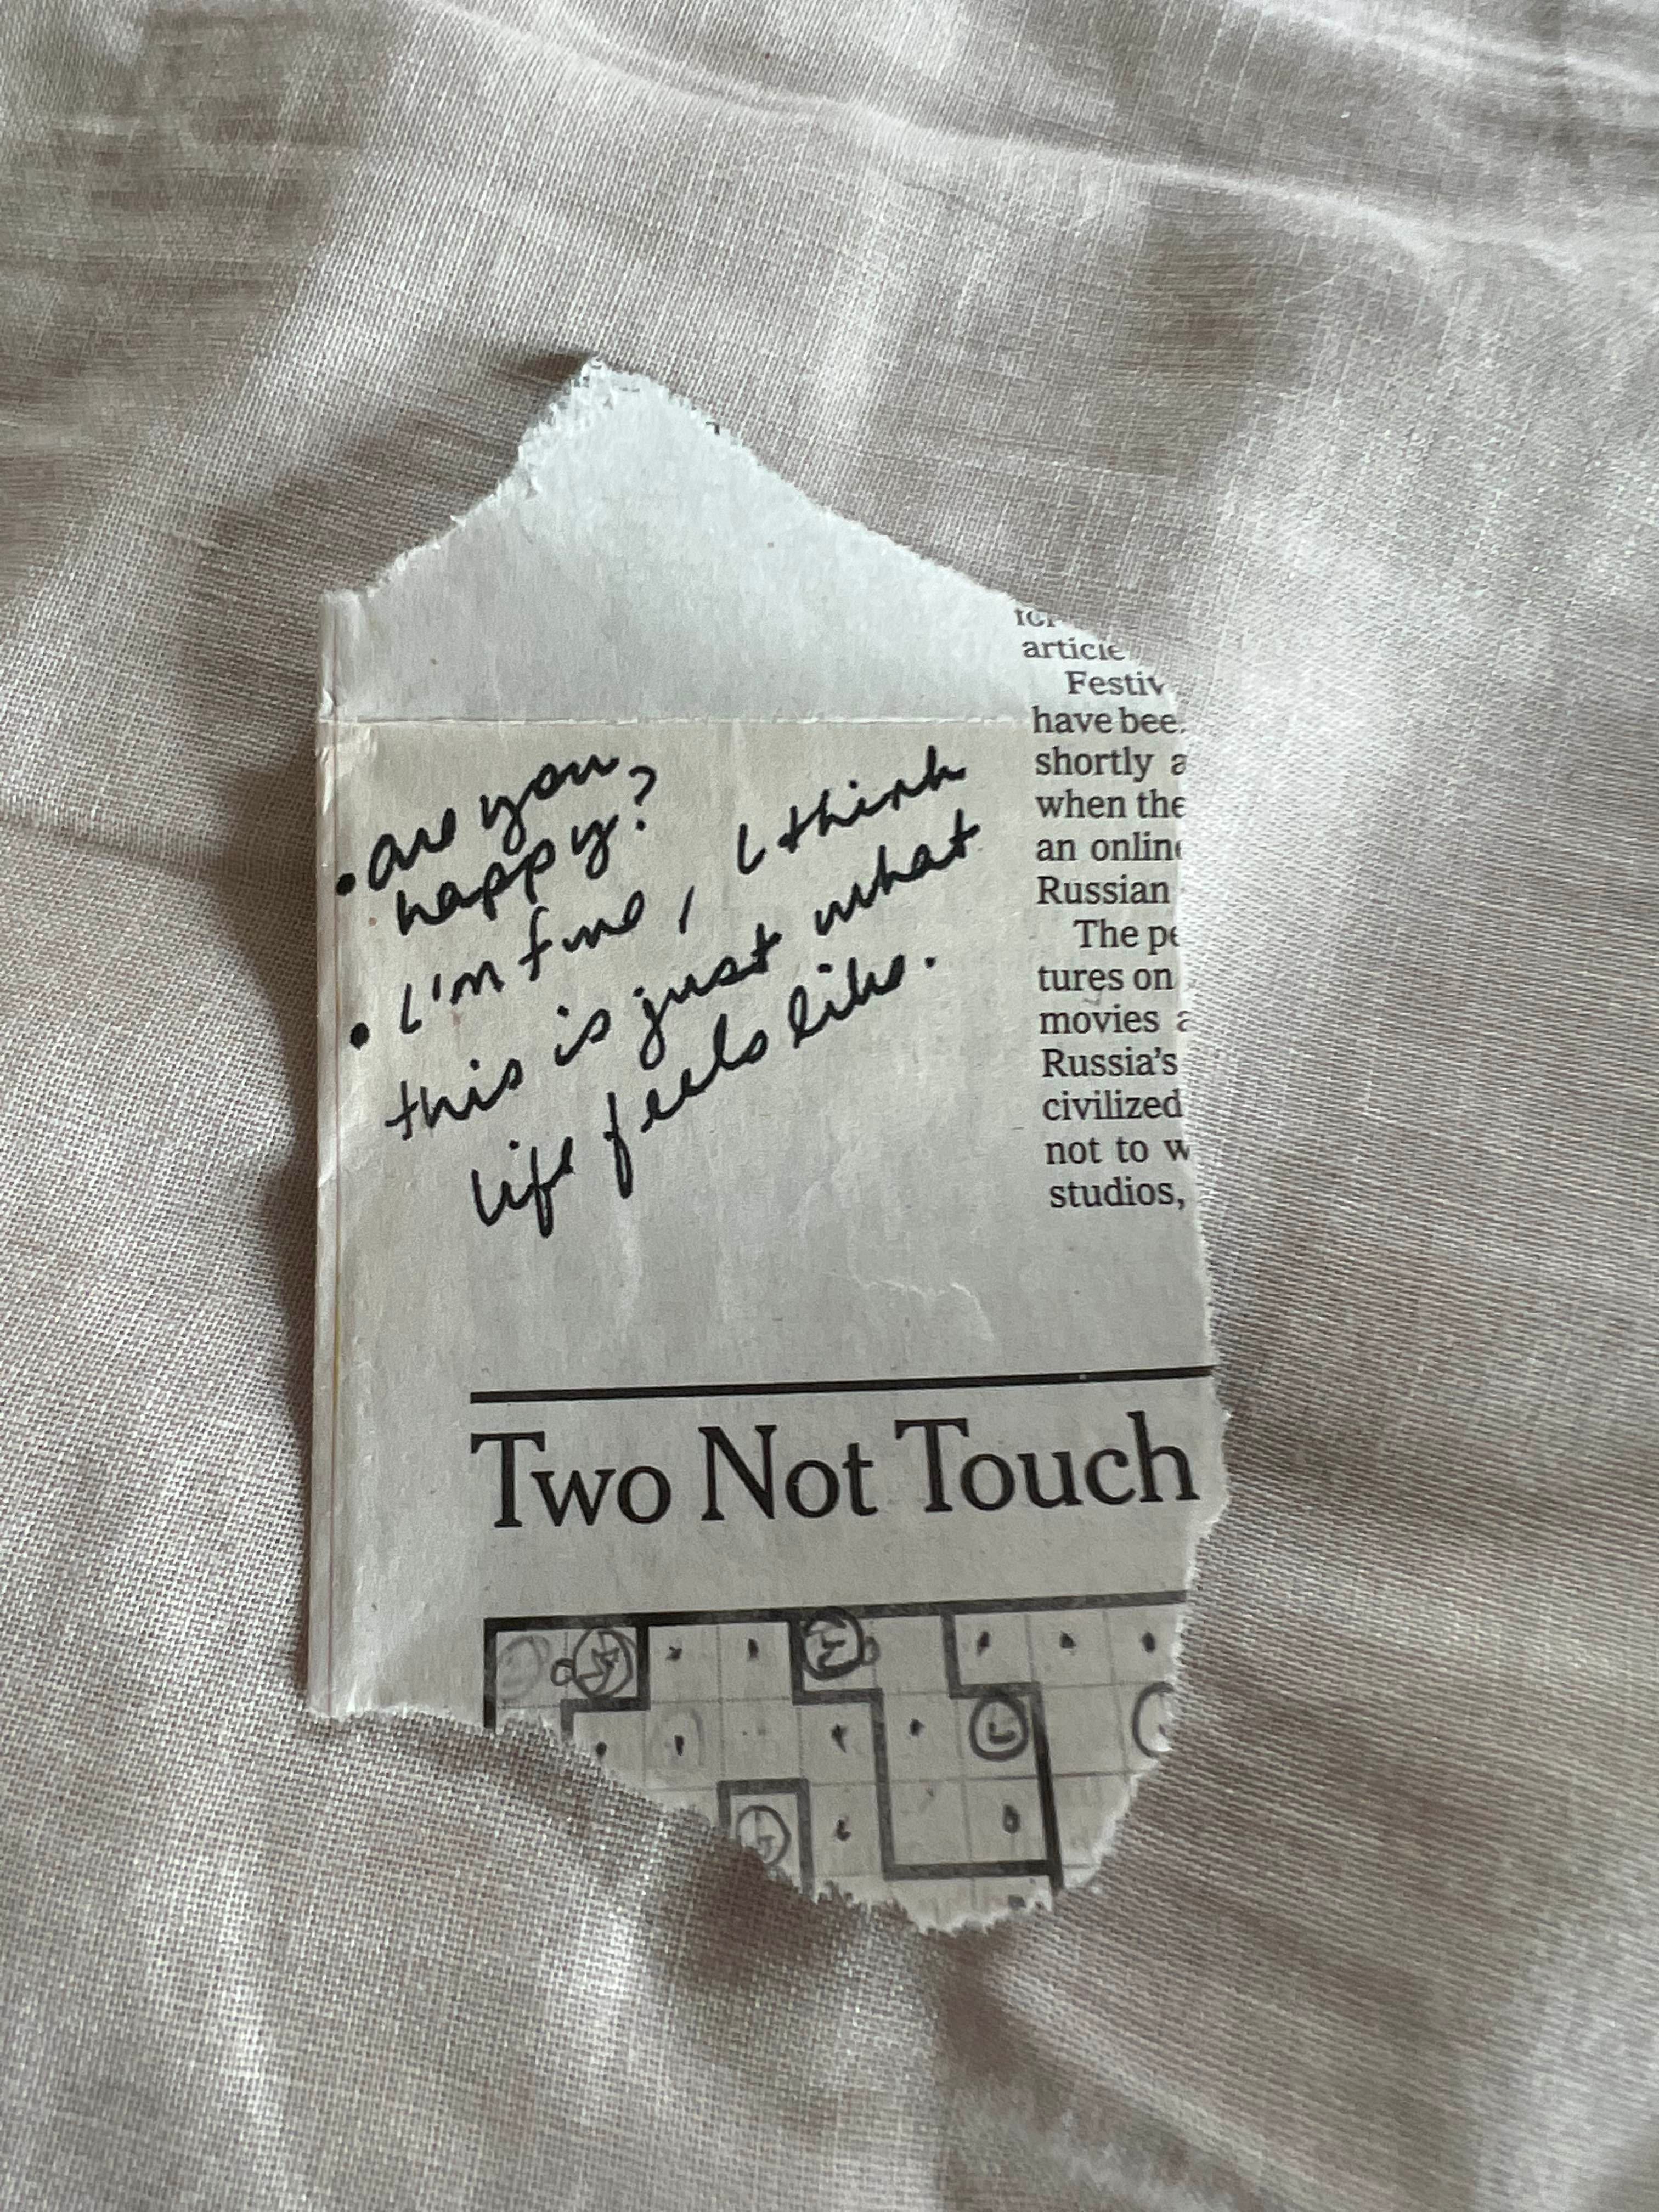 • are you
happy?
• I'm fine, I think
this is just what
life feels like.
article
Festiv
have bee
shortly a
when the
an online
Russian
The pe
tures on
movies a
Russia's
civilized
not to w
studios,
Two Not Touch